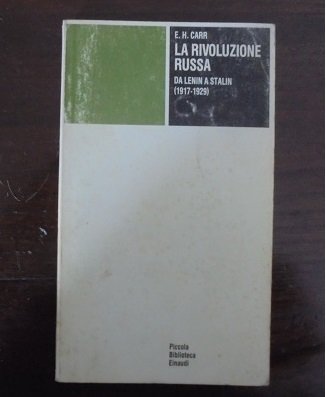 E. H. CARR
LA RIVOLUZIONE
RUSSA
DA LENIN A STALIN
(1917-1929)
Piccola
Biblioteca
Einaudi